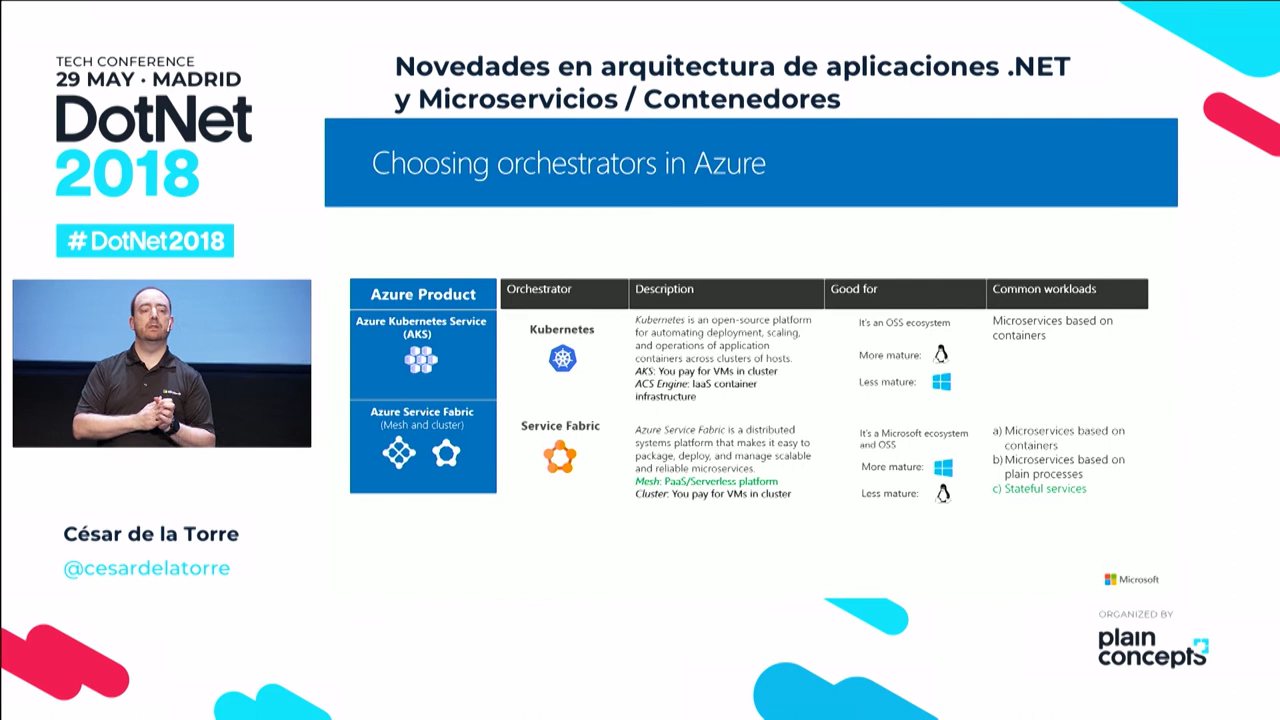 TECH CONFERENCE
29 MAY · MADRID
DotNet
2018
#DotNet2018
César de la Torre
@cesardelatorre
Novedades en arquitectura de aplicaciones .NET
y Microservicios / Contenedores
Choosing orchestrators in Azure
Azure Product
Orchestrator
Description
Good for
Common workloads
Azure Kubernetes Service
(AKS)
Kubernetes
Kubernetes is an open-source platform
for automating deployment, scaling,
and operations of application
containers across clusters of hosts.
AKS: You pay for VMs in cluster
ACS Engine: IaaS container
infrastructure
It's an OSS ecosystem
More mature:
Less mature:
Microservices based on
containers
Azure Service Fabric
(Mesh and cluster)
Service Fabric
Azure Service Fabric is a distributed
systems platform that makes it easy to
package, deploy, and manage scalable
and reliable microservices.
Mesh: PaaS/Serverless platform
Cluster: You pay for VMs in cluster
It's a Microsoft ecosystem
and OSS
More mature:
Less mature:
a) Microservices based on
containers
b) Microservices based on
plain processes
c) Stateful services
Microsoft
ORGANIZED BY
plain
concepts